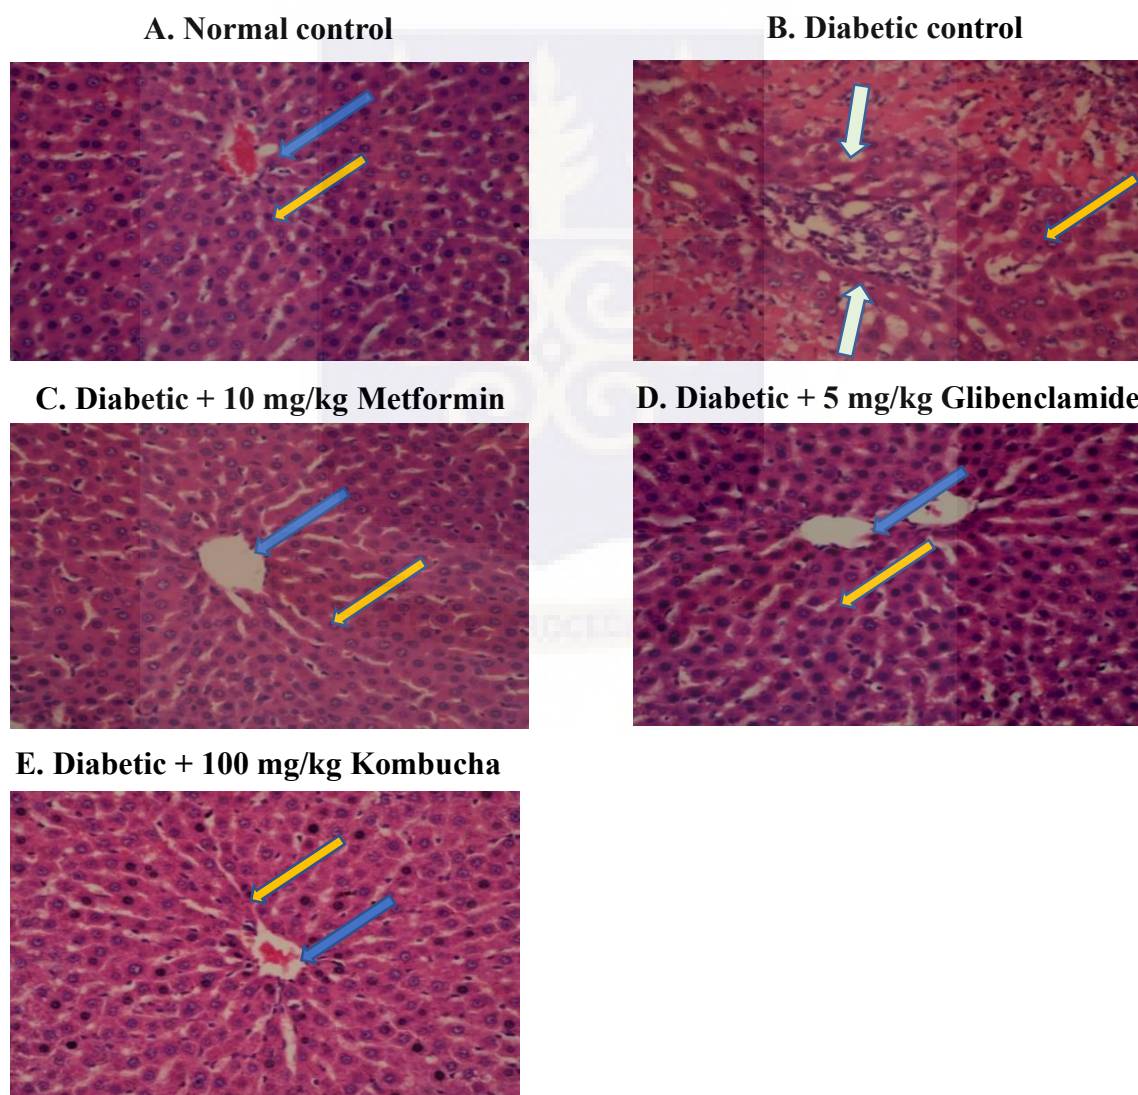 A. Normal control
B. Diabetic control
C. Diabetic + 10 mg/kg Metformin
D. Diabetic + 5 mg/kg Glibenclamide
E. Diabetic + 100 mg/kg Kombucha